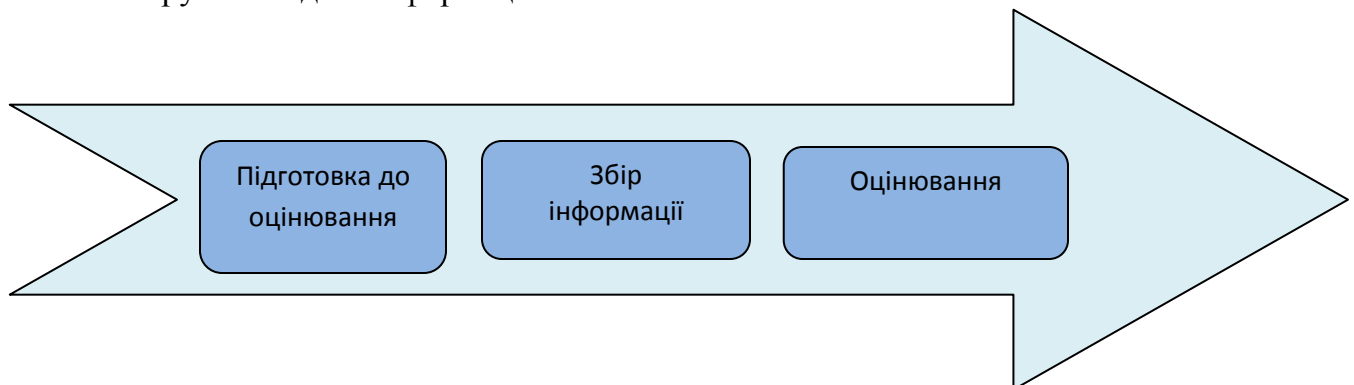 Підготовка до
оцінювання
Збір
інформації
Оцінювання